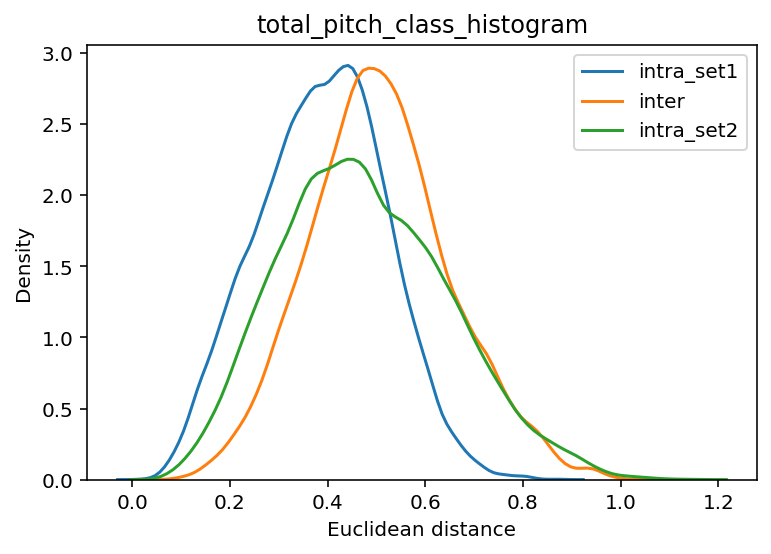 total_pitch_class_histogram
3.0
2.5
2.0
1.5
1.0
0.5
0.0
Density
intra_set1
inter
intra_set2
0.0 0.2 0.4 0.6 0.8 1.0 1.2
Euclidean distance